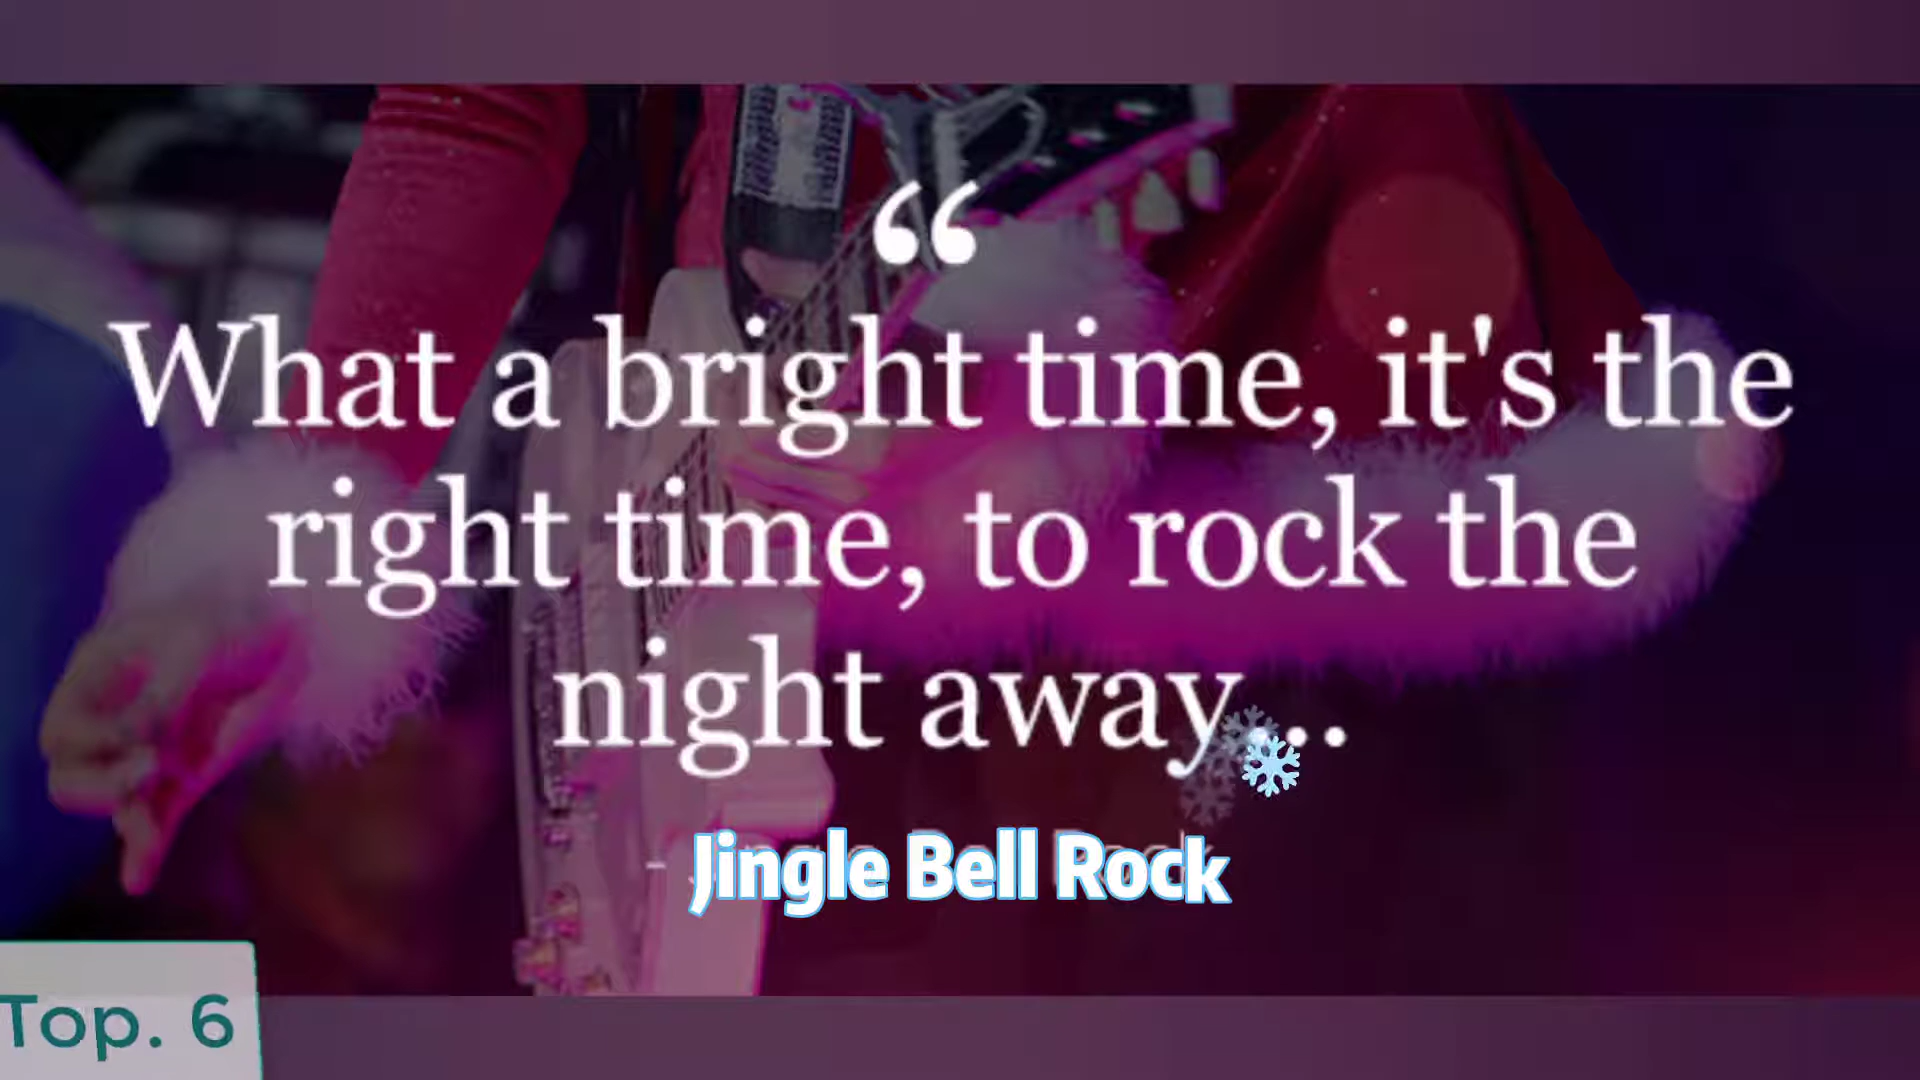 “
What a bright time, it's the
right time, to rock the
night away...
Jingle Bell Rock
Top. 6